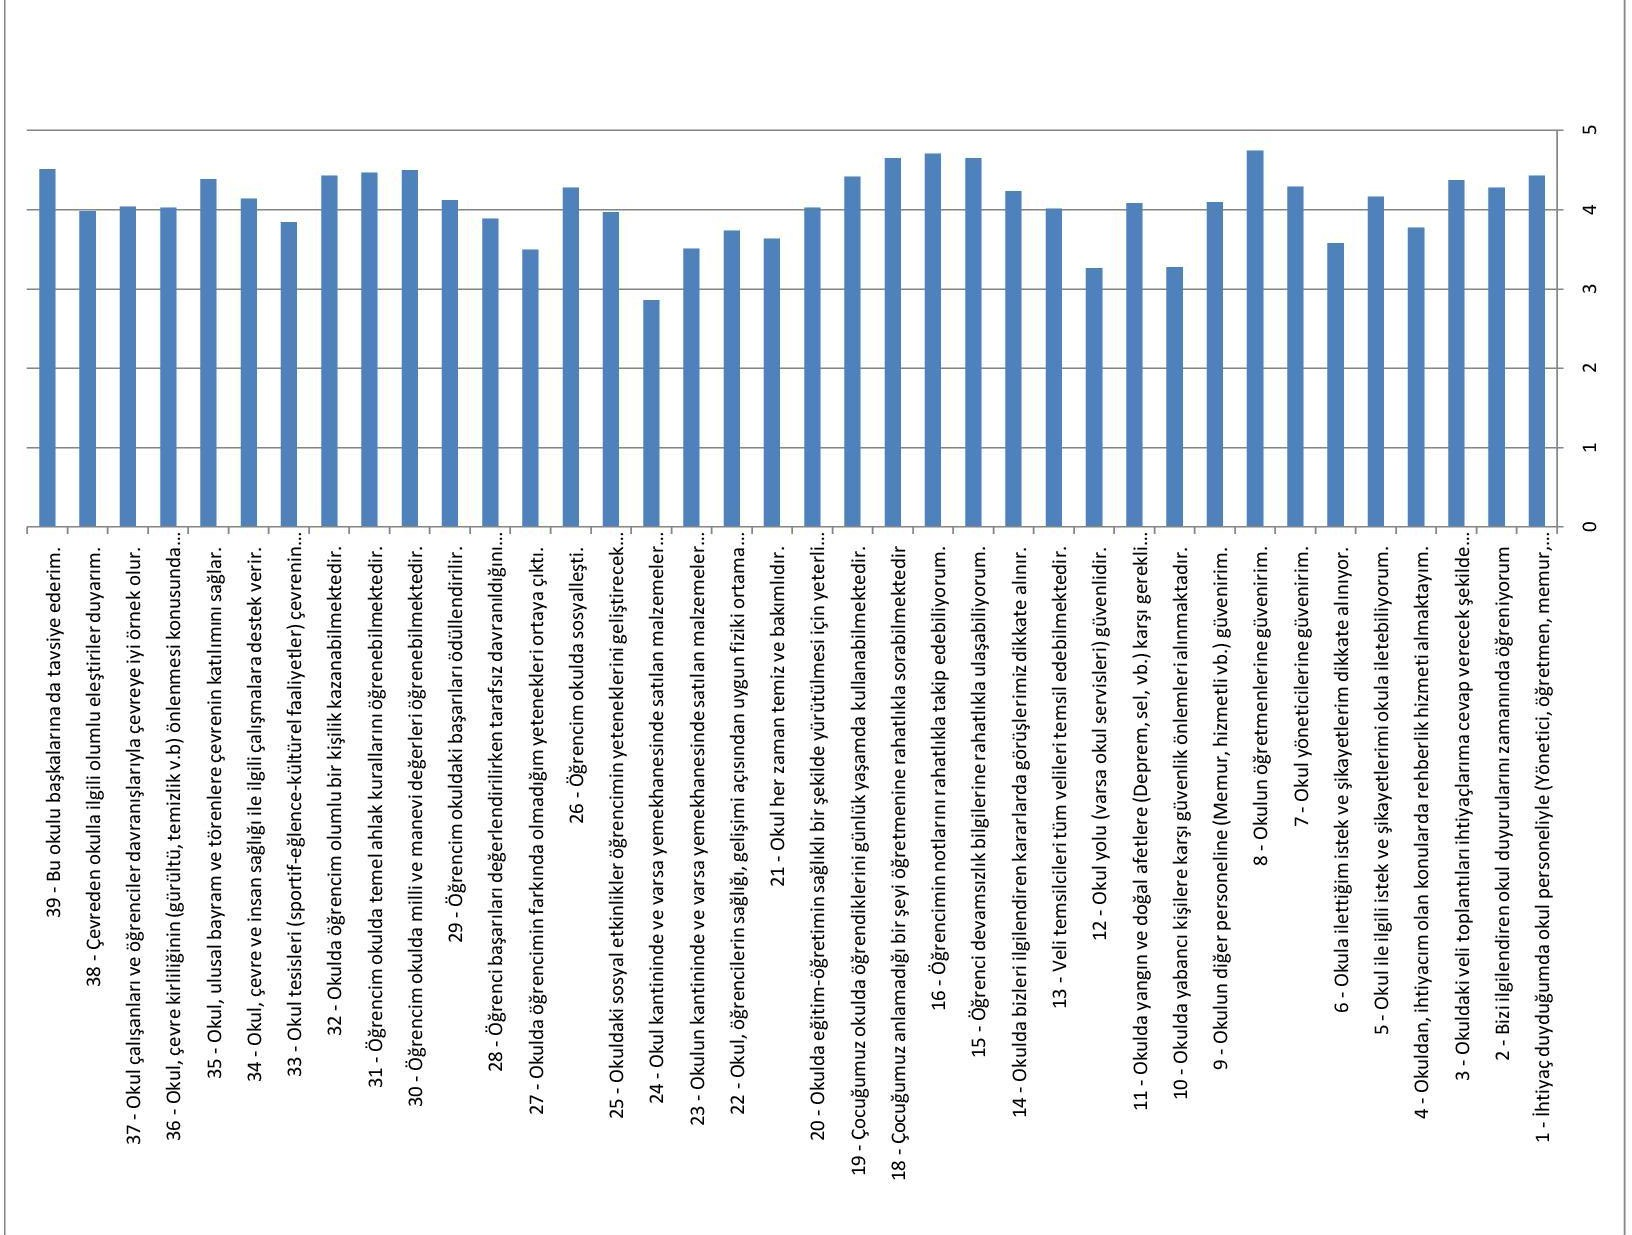 39 - Bu okulu başkalarına da tavsiye ederim.
38 - Çevreden okulla ilgili olumlu eleştiriler duyarım.
37 - Okul çalışanları ve öğrenciler davranışlarıyla çevreye iyi örnek olur.
36 - Okul, çevre kirliliğinin (gürültü, temizlik v.b) önlenmesi konusunda...
35 - Okul, ulusal bayram ve törenlere çevrenin katılımını sağlar.
34 - Okul, çevre ve insan sağlığı ile ilgili çalışmalara destek verir.
33 - Okul tesisleri (sportif-eğlence-kültürel faaliyetler) çevrenin...
32 - Okulda öğrencim olumlu bir kişilik kazanabilmektedir.
31 - Öğrencim okulda temel ahlak kurallarını öğrenebilmektedir.
30 - Öğrencim okulda milli ve manevi değerleri öğrenebilmektedir.
29 - Öğrencim okuldaki başarıları ödüllendirilir.
28 - Öğrenci başarıları değerlendirilirken tarafsız davranıldığını...
27 - Okulda öğrencimin farkında olmadığım yetenekleri ortaya çıktı.
26 - Öğrencim okulda sosyalleşti.
25 - Okuldaki sosyal etkinlikler öğrencimin yeteneklerini geliştirecek...
24 - Okul kantininde ve varsa yemekhanesinde satılan malzemeler...
23 - Okulun kantininde ve varsa yemekhanesinde satılan malzemeler...
22 - Okul, öğrencilerin sağlığı, gelişimi açısından uygun fiziki ortama...
21 - Okul her zaman temiz ve bakımlıdır.
20 - Okulda eğitim-öğretimin sağlıklı bir şekilde yürütülmesi için yeterli...
19 - Çocuğumuz okulda öğrendiklerini günlük yaşamda kullanabilmektedir.
18 - Çocuğumuz anlamadığı bir şeyi öğretmenine rahatlıkla sorabilmektedir
16 - Öğrencimin notlarını rahatlıkla takip edebiliyorum.
15 - Öğrenci devamsızlık bilgilerine rahatlıkla ulaşabiliyorum.
14 - Okulda bizleri ilgilendiren kararlarda görüşlerimiz dikkate alınır.
13 - Veli temsilcileri tüm velileri temsil edebilmektedir.
12 - Okul yolu (varsa okul servisleri) güvenlidir.
11 - Okulda yangın ve doğal afetlere (Deprem, sel, vb.) karşı gerekli...
10 - Okulda yabancı kişilere karşı güvenlik önlemleri alınmaktadır.
9 - Okulun diğer personeline (Memur, hizmetli vb.) güvenirim.
8 - Okulun öğretmenlerine güvenirim.
7 - Okul yöneticilerine güvenirim.
6 - Okula ilettiğim istek ve şikayetlerim dikkate alınıyor.
5 - Okul ile ilgili istek ve şikayetlerimi okula iletebiliyorum.
4 - Okuldan, ihtiyacım olan konularda rehberlik hizmeti almaktayım.
3 - Okuldaki veli toplantıları ihtiyaçlarıma cevap verecek şekilde...
2 - Bizi ilgilendiren okul duyurularını zamanında öğreniyorum
1 - İhtiyaç duyduğumda okul personeliyle (Yönetici, öğretmen, memur,...
0
1
2
3
4
5